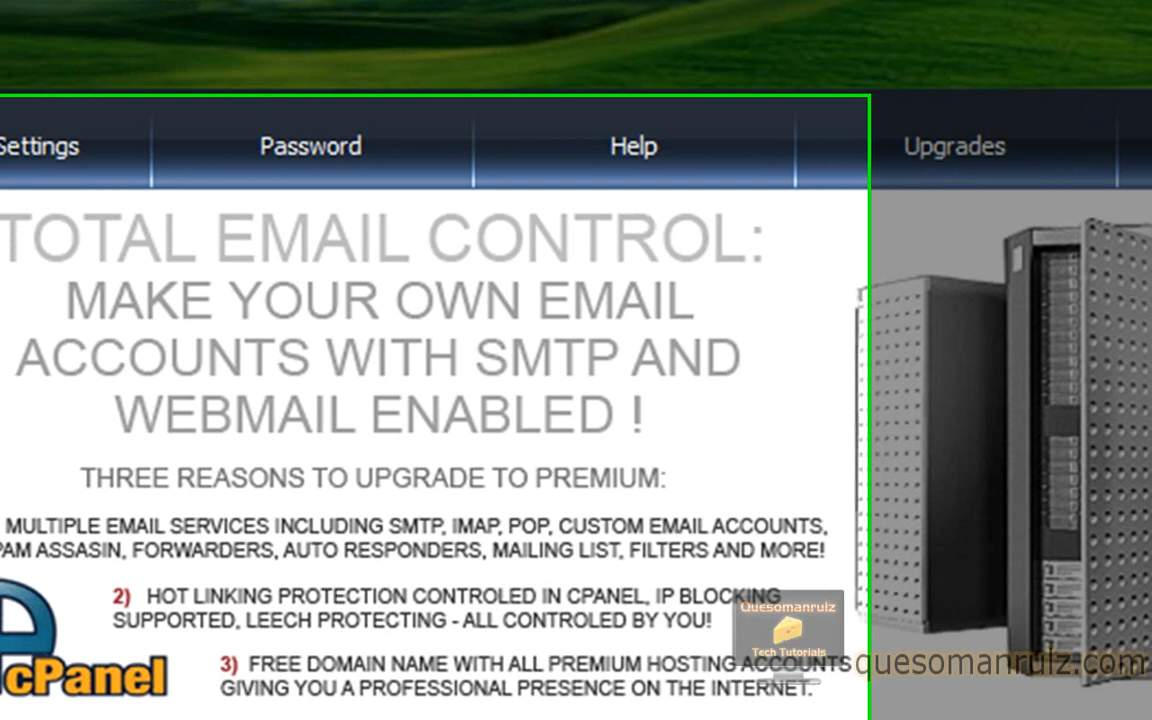 Settings
Password
Help
Upgrades
TOTAL EMAIL CONTROL:
MAKE YOUR OWN EMAIL
ACCOUNTS WITH SMTP AND
WEBMAIL ENABLED !
THREE REASONS TO UPGRADE TO PREMIUM:
MULTIPLE EMAIL SERVICES INCLUDING SMTP, IMAP, POP, CUSTOM EMAIL ACCOUNTS,
PAM ASSASIN, FORWARDERS, AUTO RESPONDERS, MAILING LIST, FILTERS AND MORE!
2) HOT LINKING PROTECTION CONTROLED IN CPANEL, IP BLOCKING
SUPPORTED, LEECH PROTECTING - ALL CONTROLED BY YOU!
3) FREE DOMAIN NAME WITH ALL PREMIUM HOSTING ACCOUNTS
GIVING YOU A PROFESSIONAL PRESENCE ON THE INTERNET.
cPanel
Quesomanruiz
Tech Tutorials
quesomanruiz.com